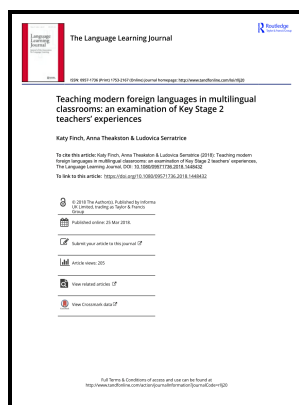 Language
Learning
Journal
The Language Learning Journal
Routledge
Taylor & Francis Group
ISSN: 0957-1736 (Print) 1753-2167 (Online) Journal homepage: http://www.tandfonline.com/loi/rllj20
Teaching modern foreign languages in multilingual
classrooms: an examination of Key Stage 2
teachers’ experiences
Katy Finch, Anna Theakston & Ludovica Serratrice
To cite this article: Katy Finch, Anna Theakston & Ludovica Serratrice (2018): Teaching modern
foreign languages in multilingual classrooms: an examination of Key Stage 2 teachers’ experiences,
The Language Learning Journal, DOI: 10.1080/09571736.2018.1448432
To link to this article: https://doi.org/10.1080/09571736.2018.1448432
© 2018 The Author(s). Published by Informa
UK Limited, trading as Taylor & Francis
Group
Published online: 25 Mar 2018.
Submit your article to this journal
Article views: 205
View related articles
View Crossmark data
Full Terms & Conditions of access and use can be found at
http://www.tandfonline.com/action/journalInformation?journalCode=rllj20